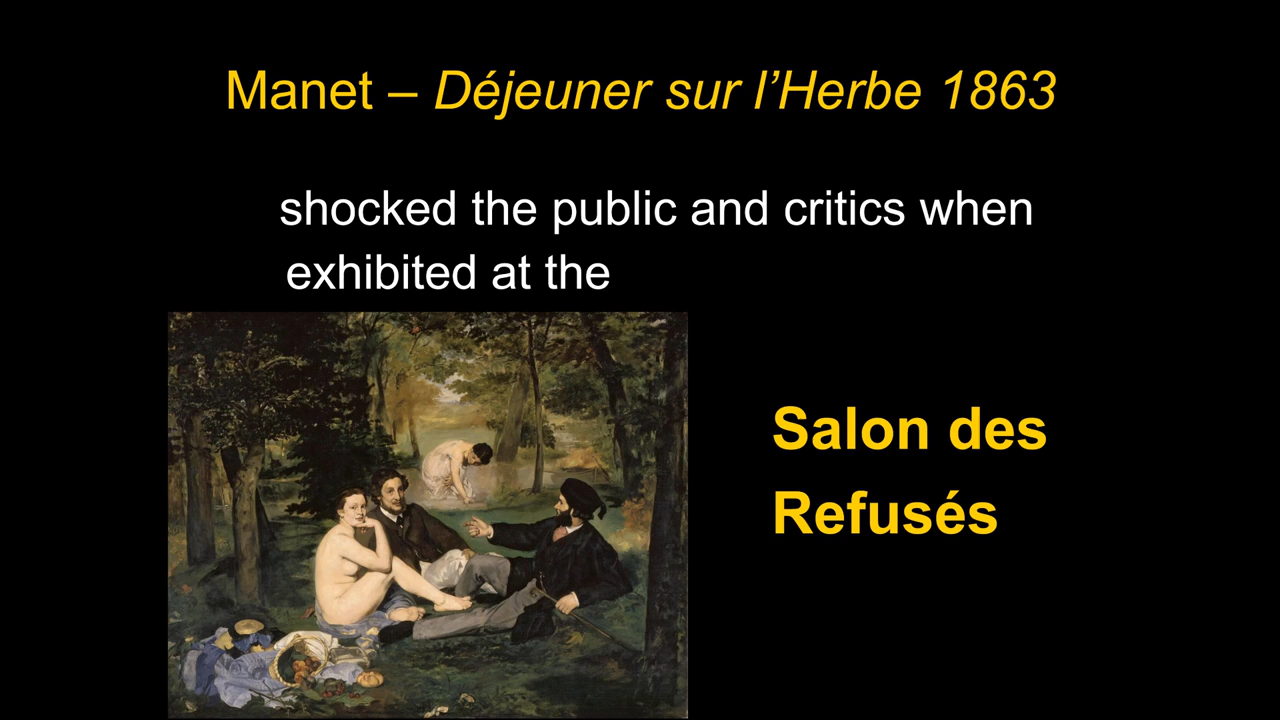 Manet – Déjeuner sur l’Herbe 1863
shocked the public and critics when
exhibited at the
Salon des
Refusés